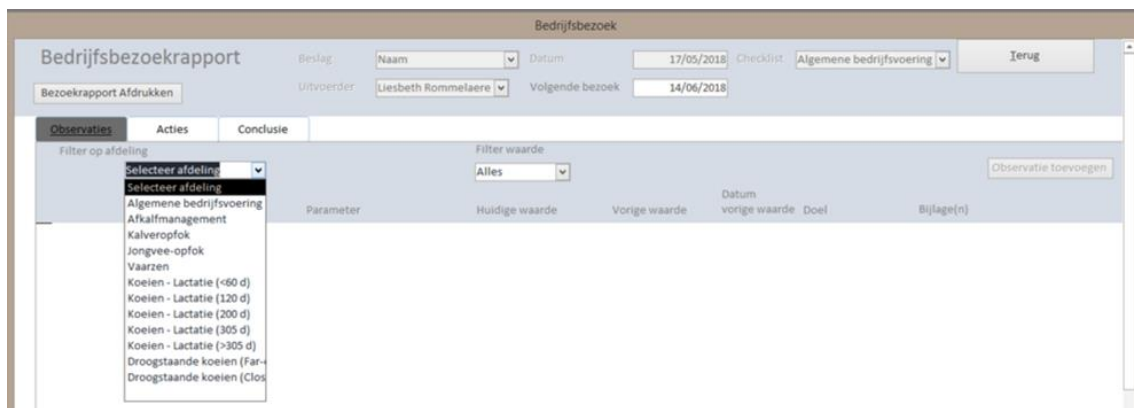 Bedrijfsbezoek
Bedrijfsbezoekrapport
Beslag Naam Datum 17/05/2018 Checklist Algemene bedrijfsvoering Terug
Bezoekrapport Afdrukken
Uitvoerder Liesbeth Rommelaere Volgende bezoek 14/06/2018
Observaties Acties Conclusie
Filter op afdeling Filter waarde
Selecteer afdeling Alles Observatie toevoegen
Parameter Huidige waarde Vorige waarde Datum vorige waarde Doel Bijlage(n)
Selecteer afdeling
Algemene bedrijfsvoering
Afkalfmanagement
Kalveropfok
Jongvee-opfok
Vaarzen
Koeien - Lactatie (<60 d)
Koeien - Lactatie (120 d)
Koeien - Lactatie (200 d)
Koeien - Lactatie (305 d)
Koeien - Lactatie (>305 d)
Droogstaande koeien (Far-
Droogstaande koeien (Clos